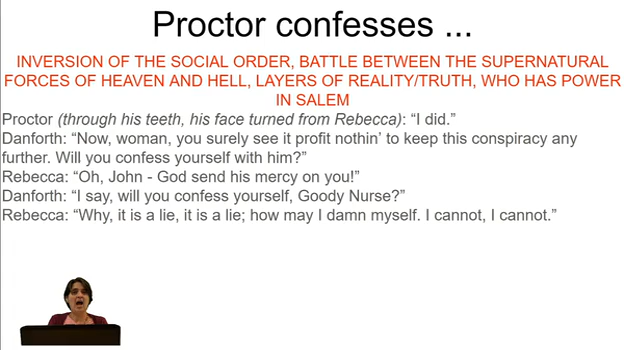 Proctor confesses ...
INVERSION OF THE SOCIAL ORDER, BATTLE BETWEEN THE SUPERNATURAL
FORCES OF HEAVEN AND HELL, LAYERS OF REALITY/TRUTH, WHO HAS POWER
IN SALEM
Proctor (through his teeth, his face turned from Rebecca): “I did.”
Danforth: “Now, woman, you surely see it profit nothin’ to keep this conspiracy any
further. Will you confess yourself with him?”
Rebecca: “Oh, John - God send his mercy on you!”
Danforth: “I say, will you confess yourself, Goody Nurse?”
Rebecca: “Why, it is a lie, it is a lie; how may I damn myself. I cannot, I cannot.”